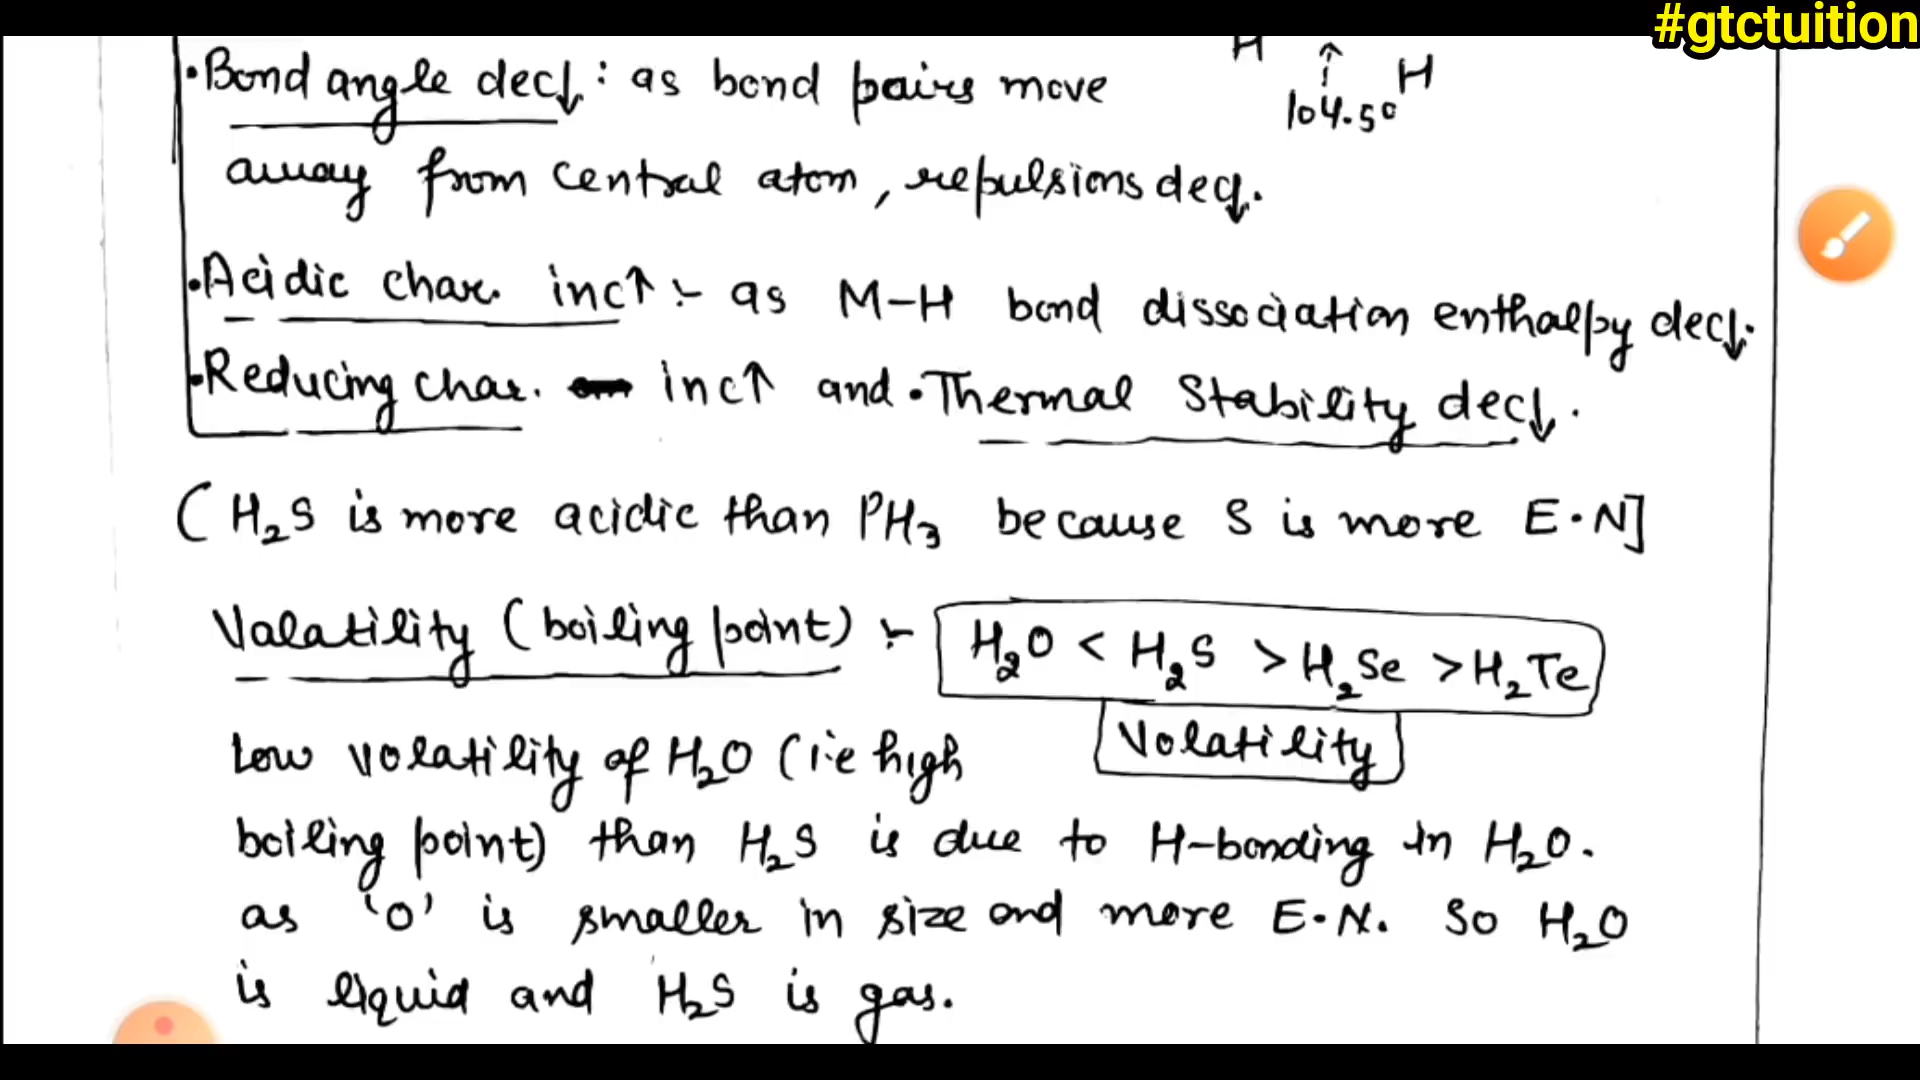 #gtctuition
H H
104.5°
•Bond angle dec↓: as bond pairs move
away from central atom, repulsions dec↓.
•Acidic char. inc↑ :- as M-H bond dissociation enthalpy dec↓.
•Reducing char. inc↑ and •Thermal Stability dec↓.
(H₂S is more acidic than PH₃ because S is more E.N]
Valatility (boiling point) :- H₂O < H₂S > H₂Se > H₂Te
Volatility
Low volatility of H₂O (i.e high
boiling point) than H₂S is due to H-bonding in H₂O.
as 'O' is smaller in size and more E.N. So H₂O
is liquid and H₂S is gas.